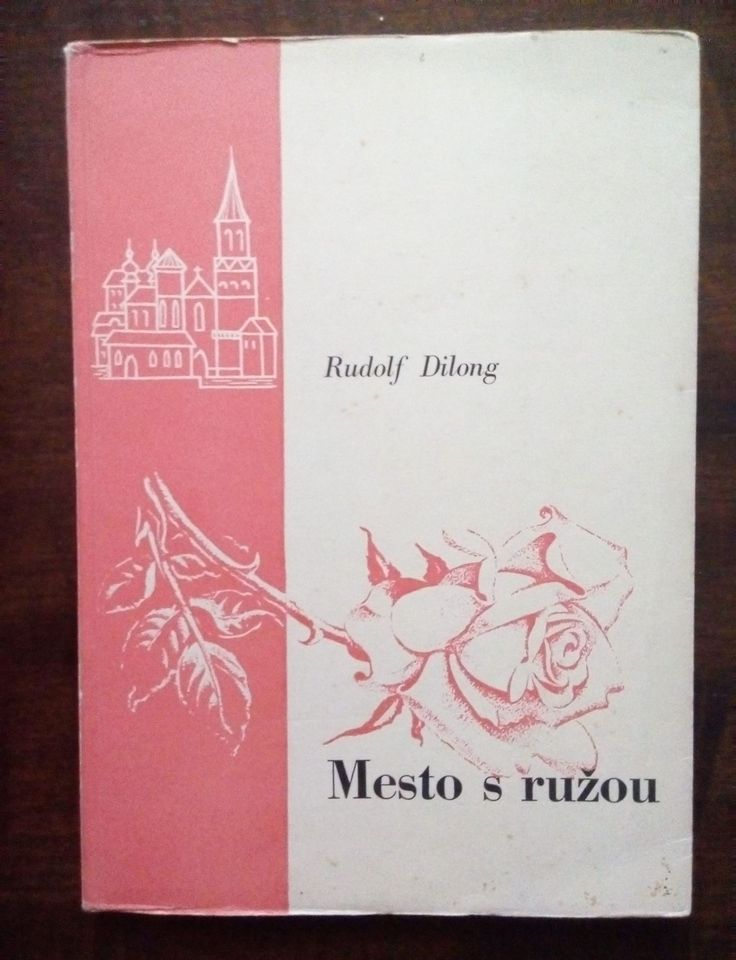 Rudolf Dilong
Mesto s ružou